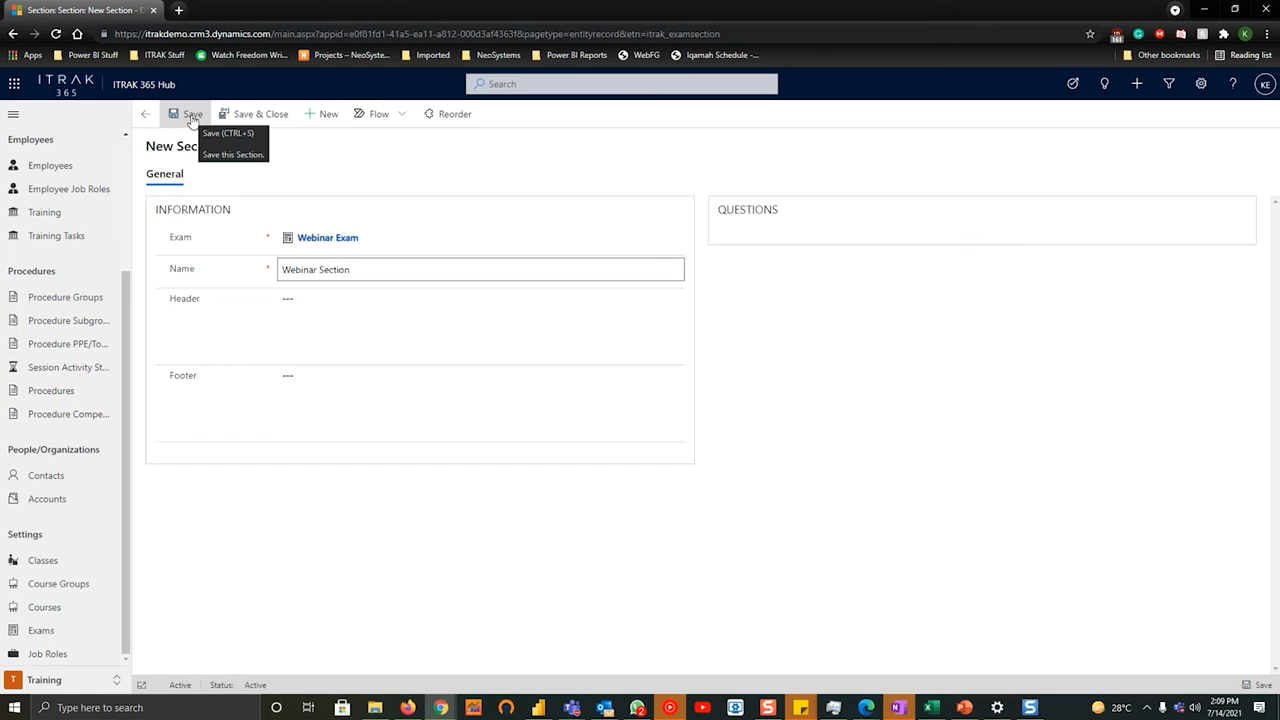 Section: Section: New Section -
https://itrakdemo.crm3.dynamics.com/main.aspx?appid=e0f81fd1-41a5-ea11-a812-000d3af4363f&pagetype=entityrecord&etn=itrak_examsection
Apps
Power BI Stuff
ITRAK Stuff
Watch Freedom Writ...
Projects – NeoSyste...
Imported
NeoSystems
Power BI Reports
WebFG
Iqamah Schedule -...
Other bookmarks
Reading list
161
K
ITRAK
365
ITRAK 365 Hub
Search
KE
Save
Save & Close
New
Flow
Reorder
Save (CTRL+S)
Save this Section.
New Sec
General
Employees
Employees
Employee Job Roles
Training
Training Tasks
Procedures
Procedure Groups
Procedure Subgro...
Procedure PPE/To...
Session Activity St...
Procedures
Procedure Compe...
People/Organizations
Contacts
Accounts
Settings
Classes
Course Groups
Courses
Exams
Job Roles
T
Training
INFORMATION
Exam * Webinar Exam
Name * Webinar Section
Header ---
Footer ---
QUESTIONS
Active
Status: Active
Save
Type here to search
28°C
2:09 PM
7/14/2021